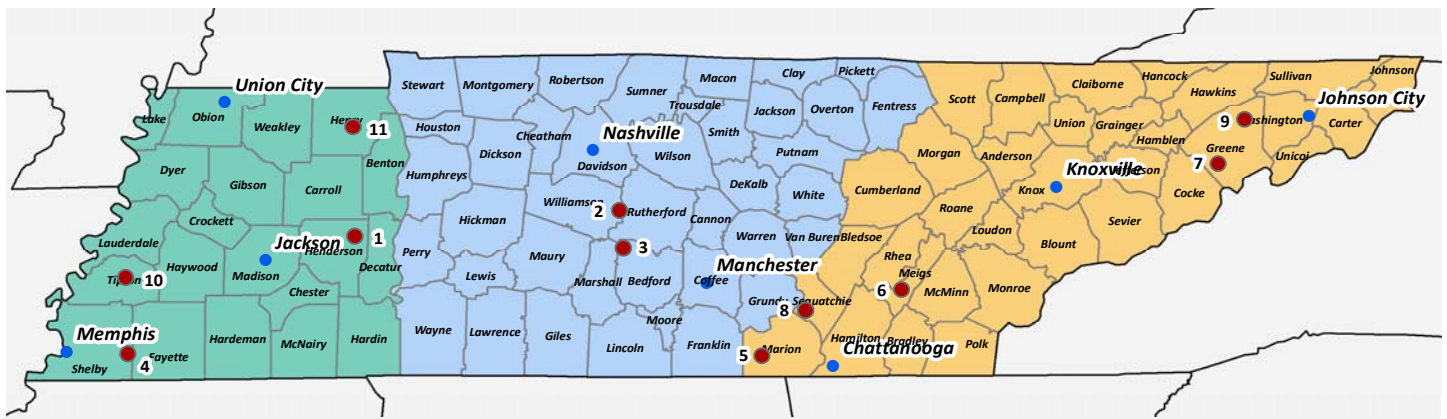 Stewart
Montgomery
Robertson
Sumner
Macon
Clay
Pickett
Scott
Campbell
Claiborne
Hancock
Hawkins
Sullivan
Johnson
Union City
Lake
Obion
Weakley
Henry
11
Houston
Cheatham
Trousdale
Jackson
Overton
Fentress
Union
Grainger
Hamblen
9
Washington
Johnson City
Carter
Benton
Dickson
Nashville
Davidson
Wilson
Smith
Putnam
Morgan
Anderson
Knoxville
Knox
Jefferson
Greene
7
Unicoi
Dyer
Gibson
Carroll
Humphreys
DeKalb
White
Cumberland
Cocke
Crockett
Hickman
Williamson
2
Rutherford
Cannon
Roane
Sevier
Lauderdale
Jackson
Henderson
1
Perry
Maury
3
Warren
Van Buren
Bledsoe
Loudon
Blount
Tipton
10
Haywood
Madison
Decatur
Lewis
Marshall
Bedford
Manchester
Coffee
Rhea
Meigs
6
McMinn
Monroe
Chester
Grundy
Sequatchie
8
Memphis
Shelby
4
Fayette
Hardeman
McNairy
Hardin
Wayne
Lawrence
Giles
Lincoln
Moore
Franklin
5
Marion
Hamilton
Bradley
Polk
Chattanooga